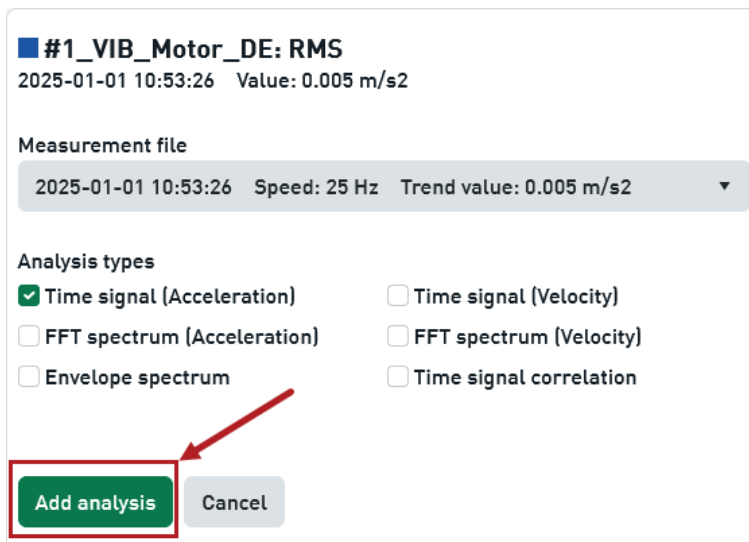 #1_VIB_Motor_DE: RMS
2025-01-01 10:53:26 Value: 0.005 m/s2
Measurement file
2025-01-01 10:53:26 Speed: 25 Hz Trend value: 0.005 m/s2
Analysis types
Time signal (Acceleration) Time signal (Velocity)
FFT spectrum (Acceleration) FFT spectrum (Velocity)
Envelope spectrum Time signal correlation
Add analysis Cancel